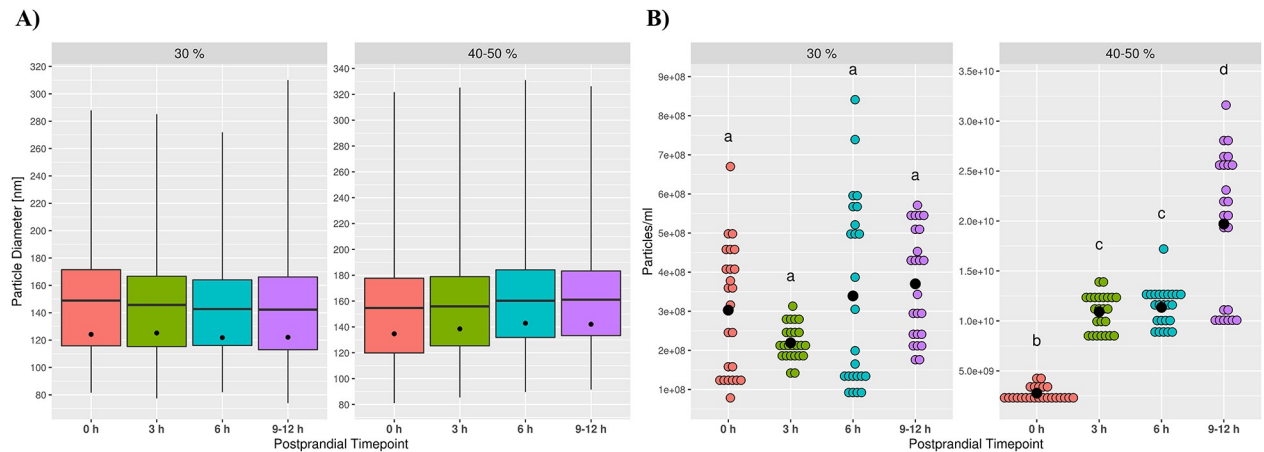 A)
B)
30 %
40-50 %
30 %
40-50 %
Particle Diameter [nm]
320
300
280
260
240
220
200
180
160
140
120
100
80
340
320
300
280
260
240
220
200
180
160
140
120
100
80
0 h
3 h
6 h
9-12 h
0 h
3 h
6 h
9-12 h
Postprandial Timepoint
Particles/ml
9e+08
8e+08
7e+08
6e+08
5e+08
4e+08
3e+08
2e+08
1e+08
a
a
a
a
3.5e+10
3.0e+10
2.5e+10
2.0e+10
1.5e+10
1.0e+10
5.0e+09
b
c
c
d
0 h
3 h
6 h
9-12 h
0 h
3 h
6 h
9-12 h
Postprandial Timepoint